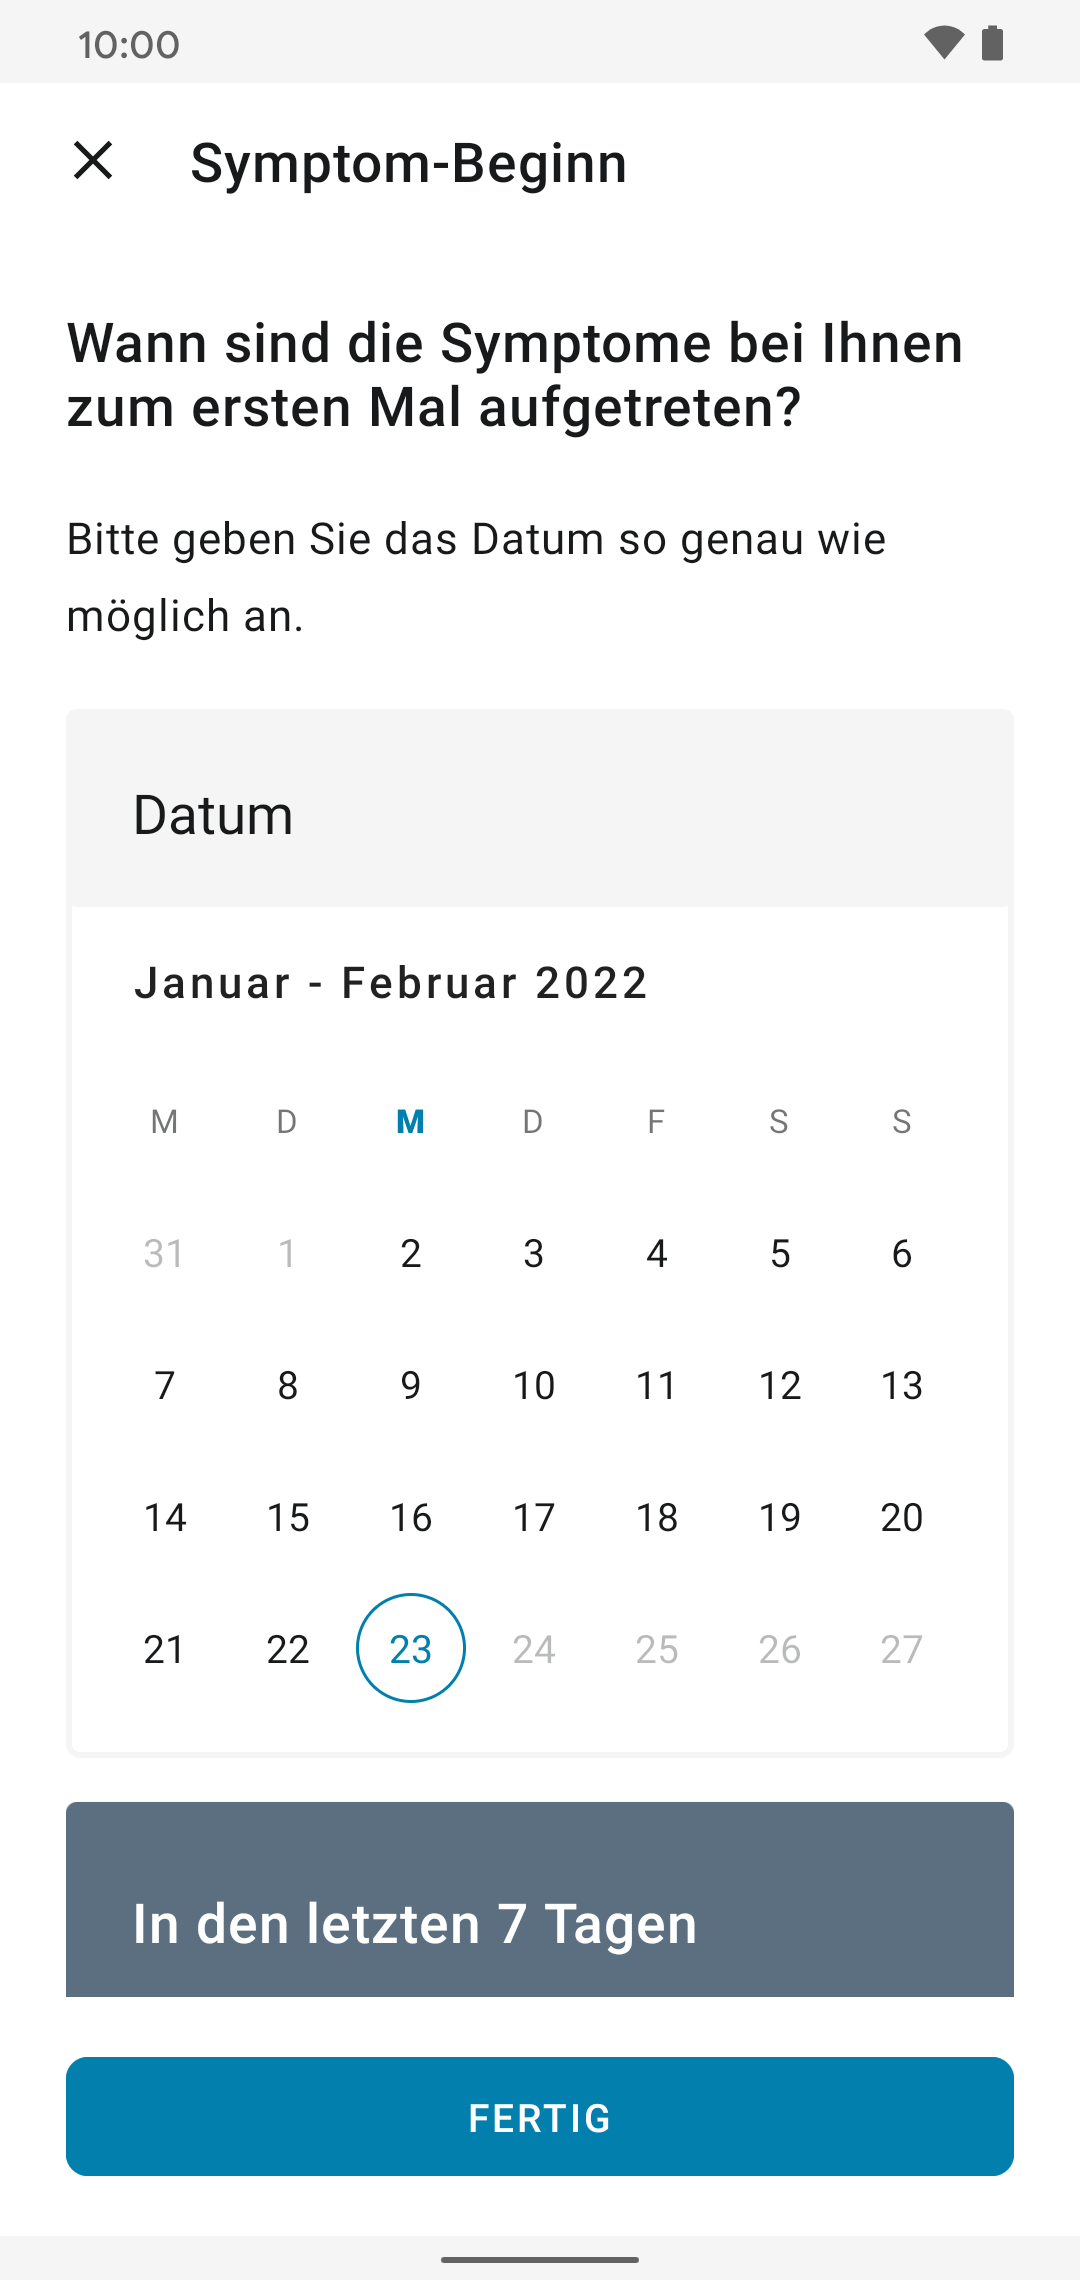 10:00
Symptom-Beginn
Wann sind die Symptome bei Ihnen
zum ersten Mal aufgetreten?
Bitte geben Sie das Datum so genau wie
möglich an.
Datum
Januar - Februar 2022
M D M D F S S
31 1 2 3 4 5 6
7 8 9 10 11 12 13
14 15 16 17 18 19 20
21 22 23 24 25 26 27
In den letzten 7 Tagen
FERTIG